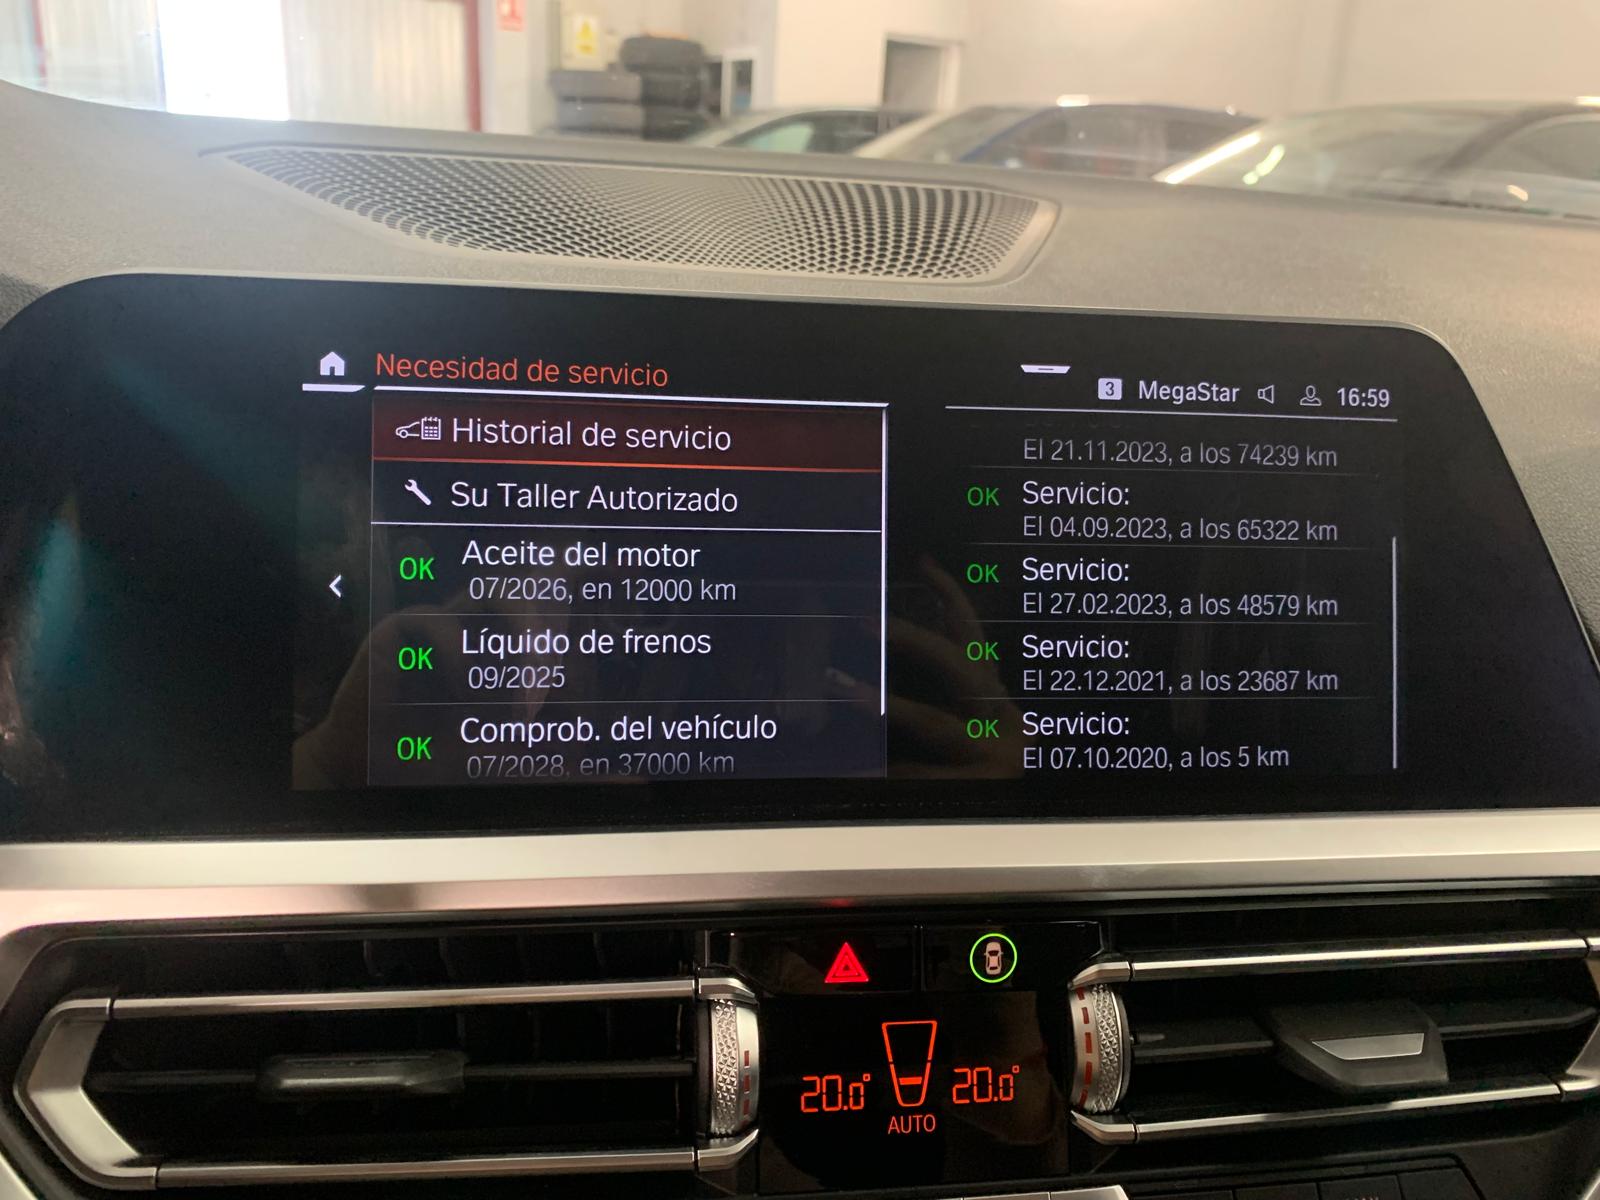 Necesidad de servicio
3 MegaStar 16:59
Historial de servicio
Su Taller Autorizado
OK Aceite del motor
07/2026, en 12000 km
OK Líquido de frenos
09/2025
OK Comprob. del vehículo
07/2028, en 37000 km
El 21.11.2023, a los 74239 km
OK Servicio:
El 04.09.2023, a los 65322 km
OK Servicio:
El 27.02.2023, a los 48579 km
OK Servicio:
El 22.12.2021, a los 23687 km
OK Servicio:
El 07.10.2020, a los 5 km
20.0° 20.0°
AUTO